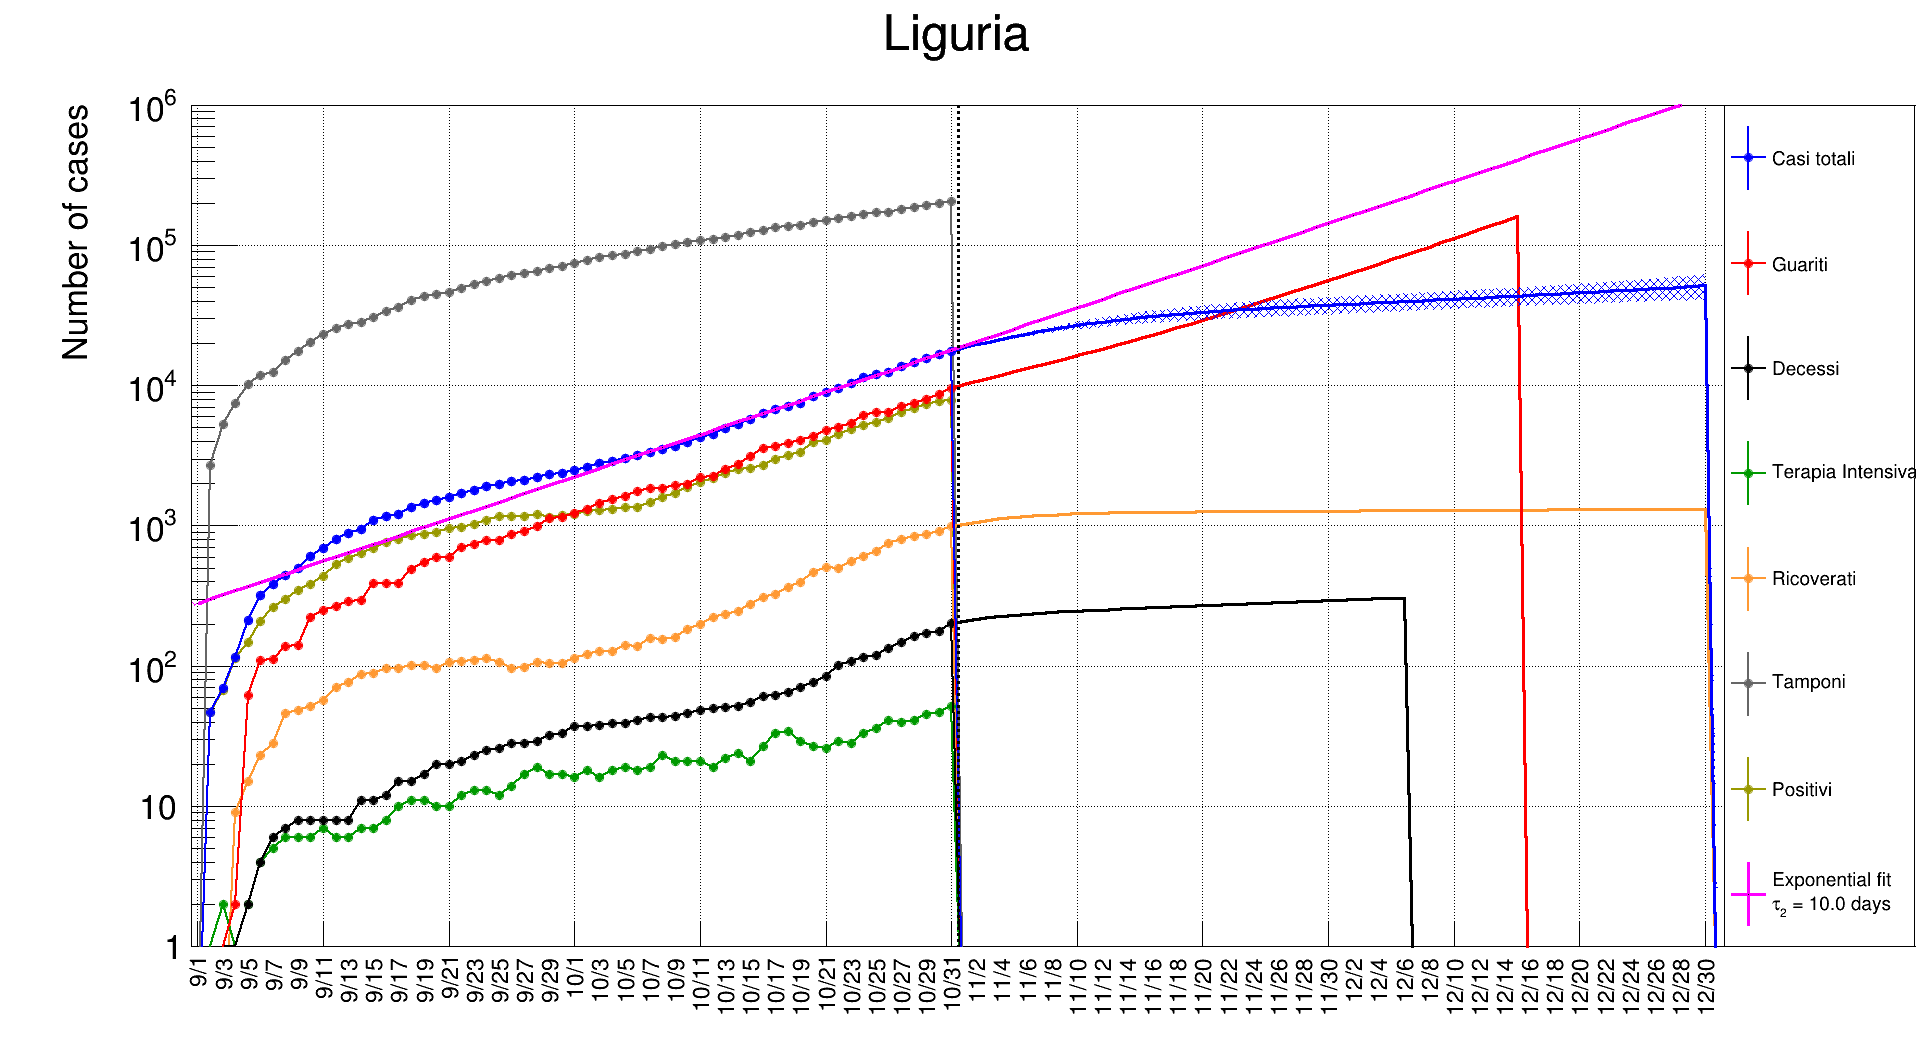 Liguria
Number of cases
10^6
10^5
10^4
10^3
10^2
10
1
9/1 9/3 9/5 9/7 9/9 9/11 9/13 9/15 9/17 9/19 9/21 9/23 9/25 9/27 9/29 10/1 10/3 10/5 10/7 10/9 10/11 10/13 10/15 10/17 10/19 10/21 10/23 10/25 10/27 10/29 10/31 11/2 11/4 11/6 11/8 11/10 11/12 11/14 11/16 11/18 11/20 11/22 11/24 11/26 11/28 11/30 12/2 12/4 12/6 12/8 12/10 12/12 12/14 12/16 12/18 12/20 12/22 12/24 12/26 12/28 12/30
Casi totali
Guariti
Decessi
Terapia Intensiva
Ricoverati
Tamponi
Positivi
Exponential fit
τ₂ = 10.0 days